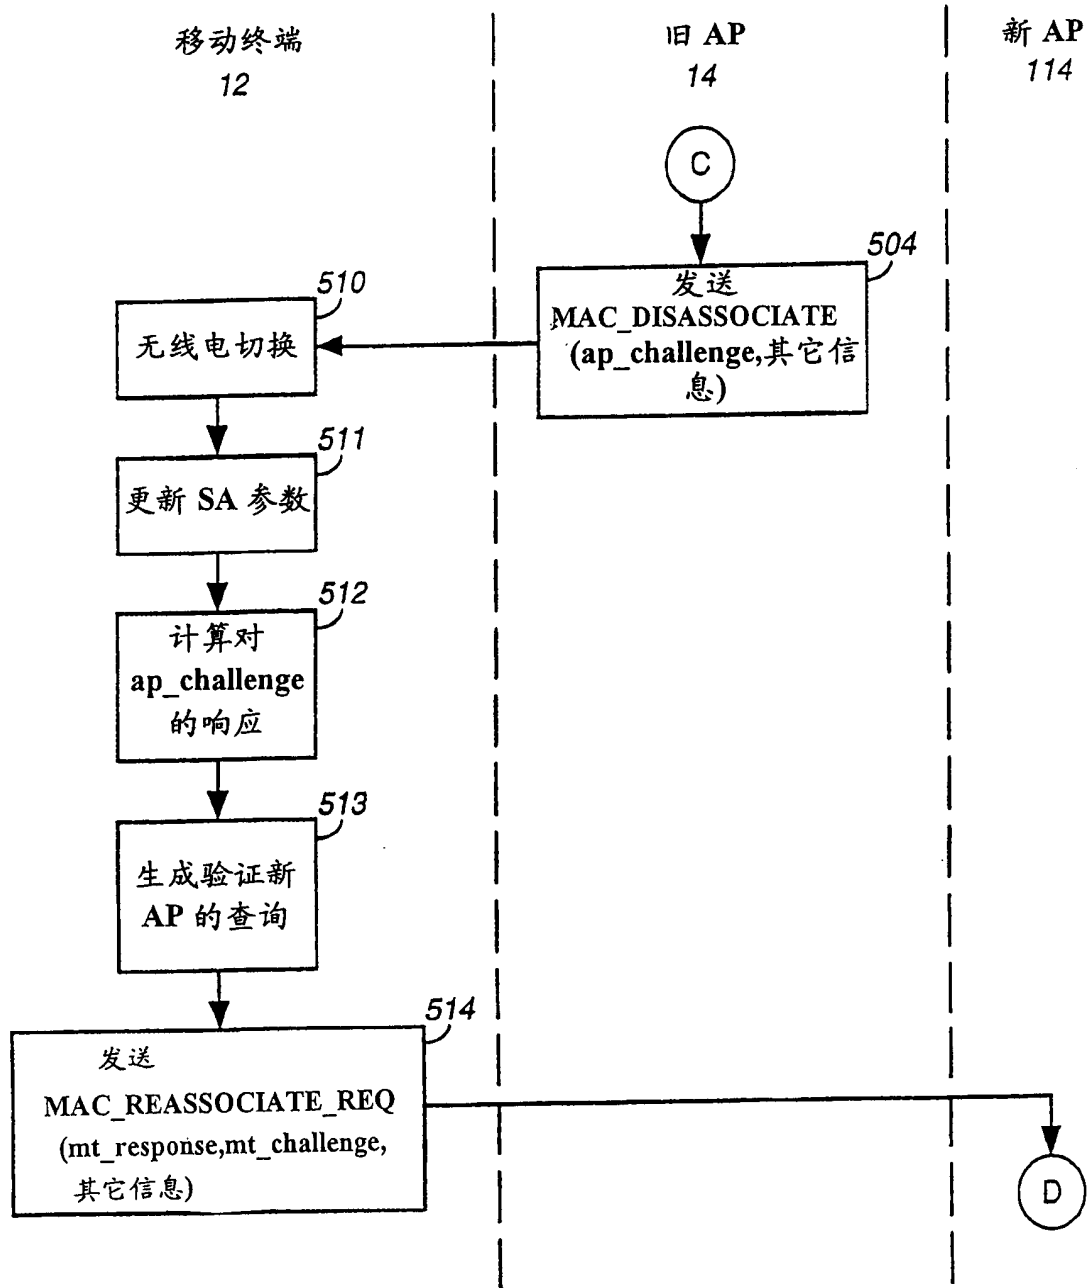 移动终端
12
旧 AP
14
新 AP
114
C
504
发送
MAC_DISASSOCIATE
(ap_challenge,其它信
息)
510
无线电切换
511
更新 SA 参数
512
计算对
ap_challenge
的响应
513
生成验证新
AP 的查询
514
发送
MAC_REASSOCIATE_REQ
(mt_response,mt_challenge,
其它信息)
D